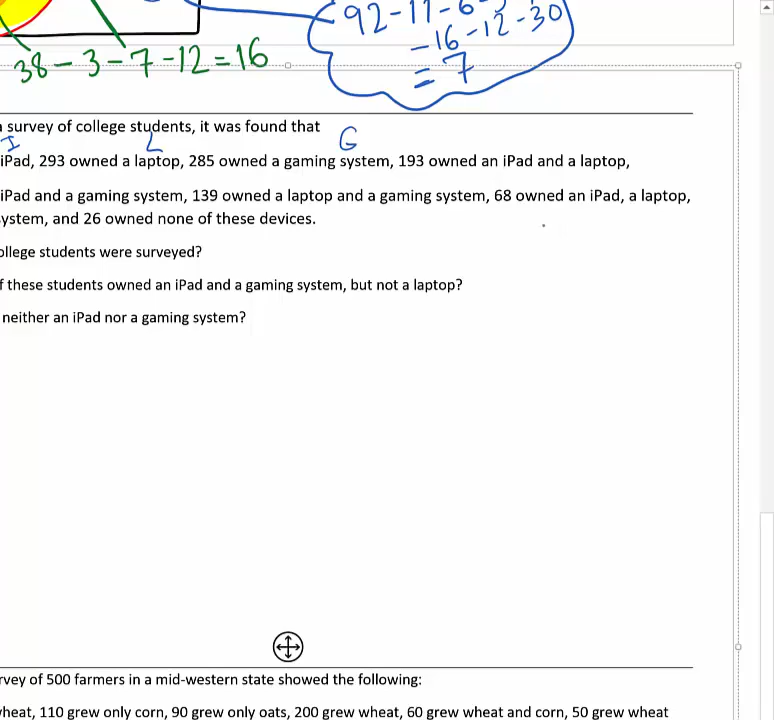 92-11-6-3
-16-12-30
= 7
38 - 3 - 7 - 12 = 16
survey of college students, it was found that
I L G
iPad, 293 owned a laptop, 285 owned a gaming system, 193 owned an iPad and a laptop,
iPad and a gaming system, 139 owned a laptop and a gaming system, 68 owned an iPad, a laptop,
ystem, and 26 owned none of these devices.
ollege students were surveyed?
f these students owned an iPad and a gaming system, but not a laptop?
neither an iPad nor a gaming system?
rvey of 500 farmers in a mid-western state showed the following:
heat, 110 grew only corn, 90 grew only oats, 200 grew wheat, 60 grew wheat and corn, 50 grew wheat